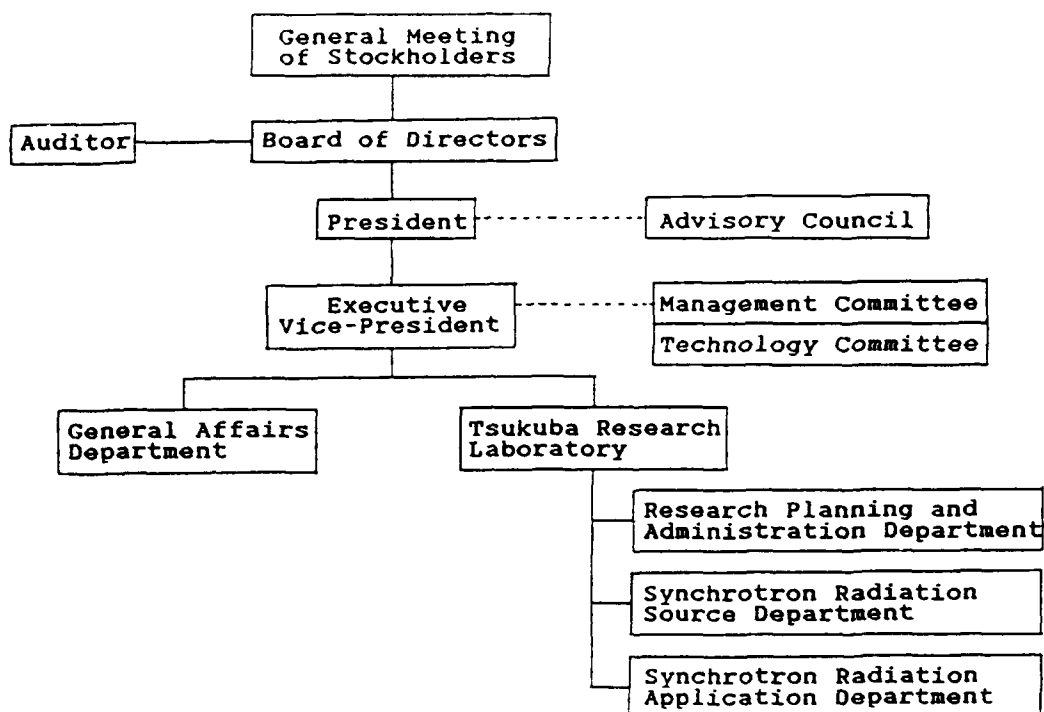 General Meeting
of Stockholders
Auditor
Board of Directors
President
Advisory Council
Executive
Vice-President
Management Committee
Technology Committee
General Affairs
Department
Tsukuba Research
Laboratory
Research Planning and
Administration Department
Synchrotron Radiation
Source Department
Synchrotron Radiation
Application Department